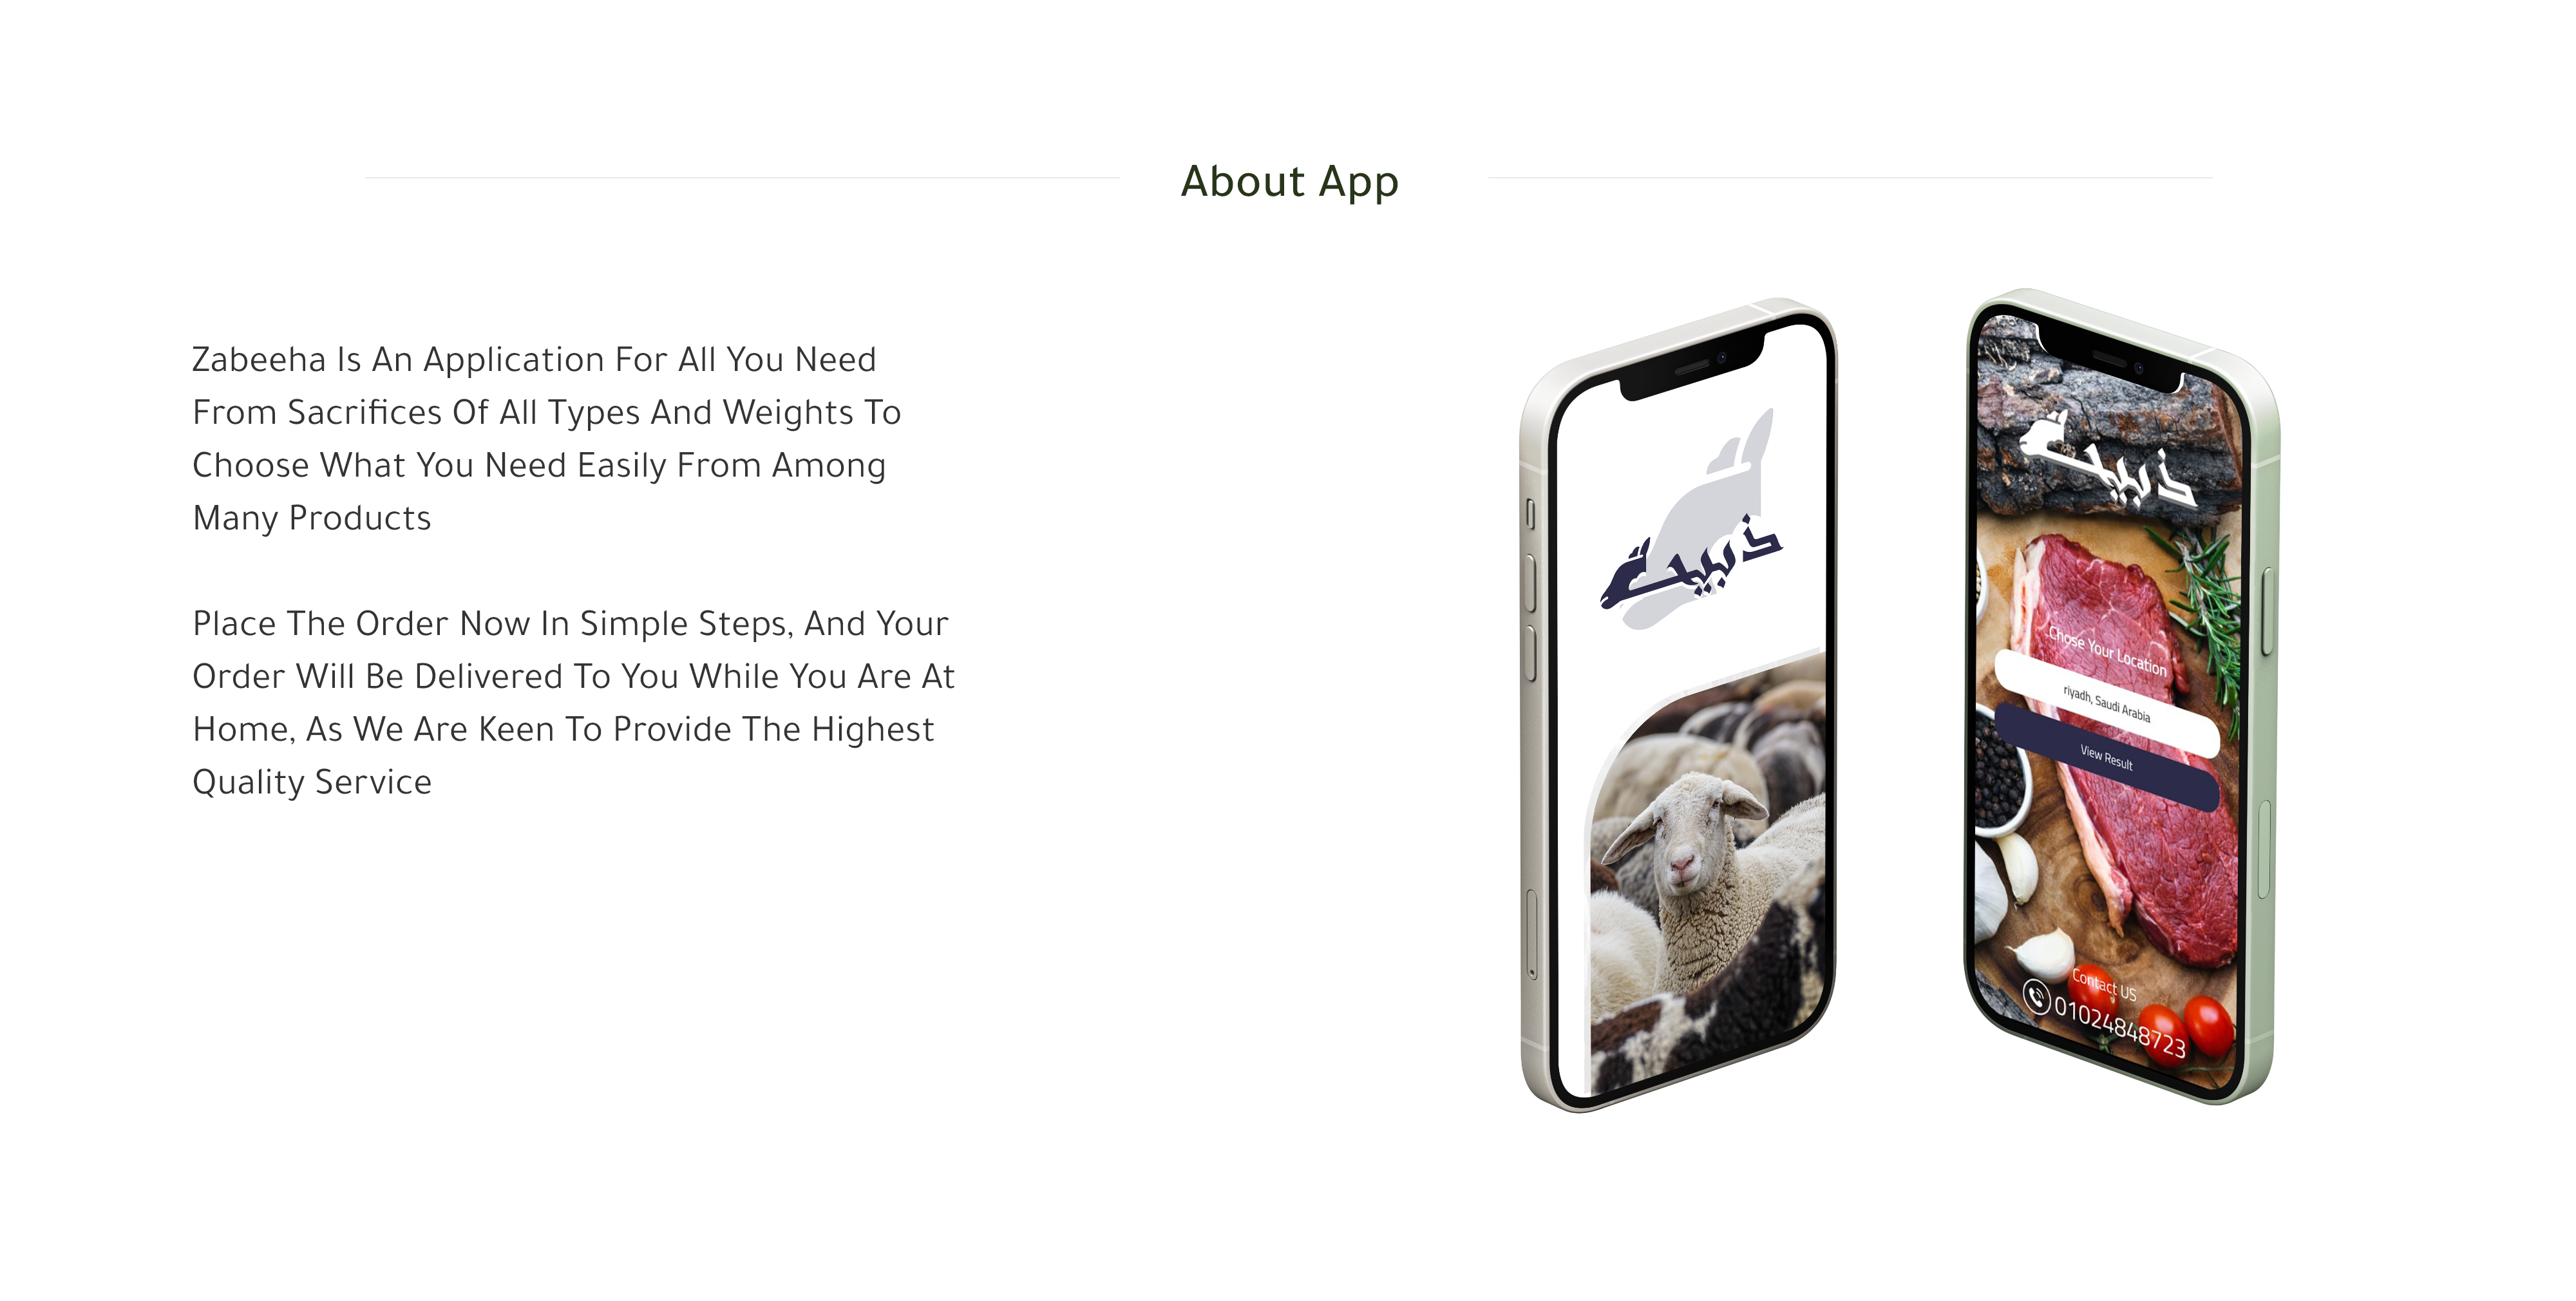 About App
Zabeeha Is An Application For All You Need
From Sacrifices Of All Types And Weights To
Choose What You Need Easily From Among
Many Products
Place The Order Now In Simple Steps, And Your
Order Will Be Delivered To You While You Are At
Home, As We Are Keen To Provide The Highest
Quality Service
ذبيحة
ذبيحة
Chose Your Location
riyadh, Saudi Arabia
View Result
Contact US
01024848723